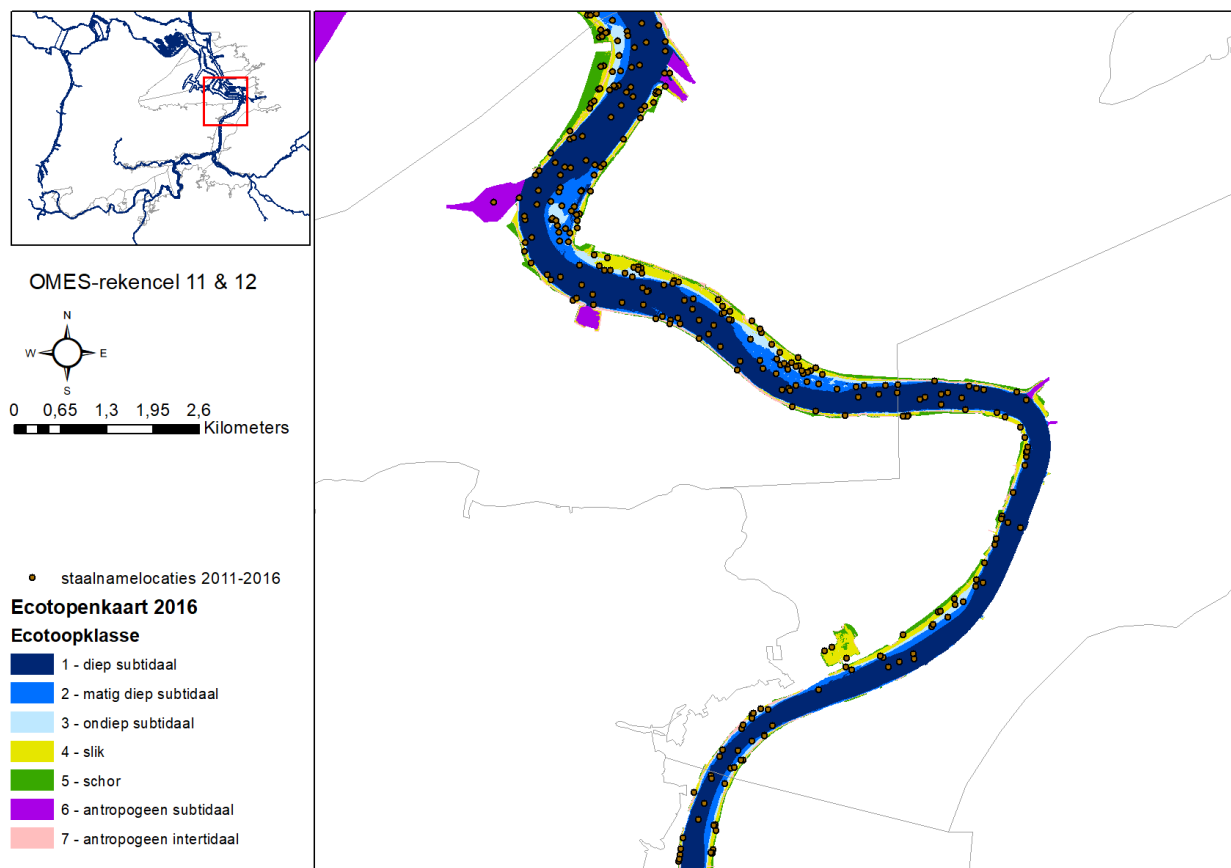 OMES-rekencel 11 & 12
N
W E
S
0 0,65 1,3 1,95 2,6
Kilometers
staalnamelocaties 2011-2016
Ecotopenkaart 2016
Ecotoopklasse
1 - diep subtidaal
2 - matig diep subtidaal
3 - ondiep subtidaal
4 - slik
5 - schor
6 - antropogeen subtidaal
7 - antropogeen intertidaal